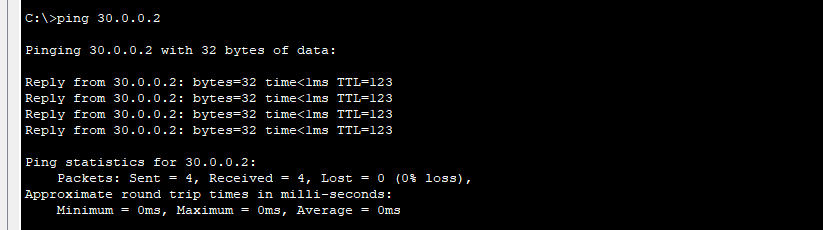 C:\>ping 30.0.0.2
Pinging 30.0.0.2 with 32 bytes of data:
Reply from 30.0.0.2: bytes=32 time<1ms TTL=123
Reply from 30.0.0.2: bytes=32 time<1ms TTL=123
Reply from 30.0.0.2: bytes=32 time<1ms TTL=123
Reply from 30.0.0.2: bytes=32 time<1ms TTL=123
Ping statistics for 30.0.0.2:
Packets: Sent = 4, Received = 4, Lost = 0 (0% loss),
Approximate round trip times in milli-seconds:
Minimum = 0ms, Maximum = 0ms, Average = 0ms